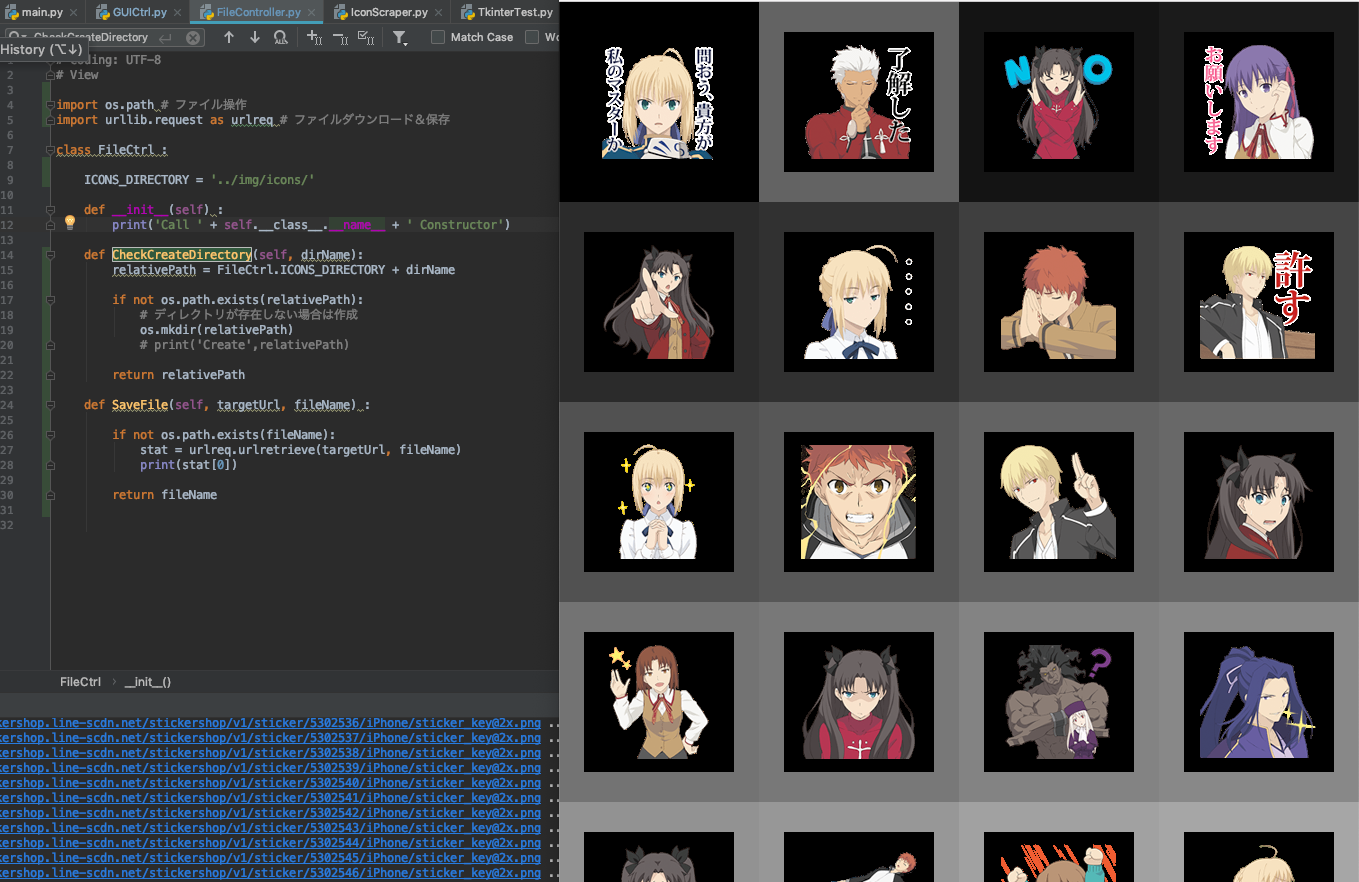 main.py
GUICtrl.py
FileController.py
IconScraper.py
TkinterTest.py
CheckCreateDirectory
Match Case
History (⌥↓)
# Coding: UTF-8
2 # View
3
4 import os.path # ファイル操作
5 import urllib.request as urlreq # ファイルダウンロード＆保存
6
7 class FileCtrl :
8
9 ICONS_DIRECTORY = '../img/icons/'
10
11 def __init__(self) :
12 print('Call ' + self.__class__.__name__ + ' Constructor')
13
14 def CheckCreateDirectory(self, dirName):
15 relativePath = FileCtrl.ICONS_DIRECTORY + dirName
16
17 if not os.path.exists(relativePath):
18 # ディレクトリが存在しない場合は作成
19 os.mkdir(relativePath)
20 # print('Create',relativePath)
21
22 return relativePath
23
24 def SaveFile(self, targetUrl, fileName) :
25
26 if not os.path.exists(fileName):
27 stat = urlreq.urlretrieve(targetUrl, fileName)
28 print(stat[0])
29
30 return fileName
31
32
FileCtrl › __init__()
kershop.line-scdn.net/stickershop/v1/sticker/5302536/iPhone/sticker_key@2x.png ..
kershop.line-scdn.net/stickershop/v1/sticker/5302537/iPhone/sticker_key@2x.png ..
kershop.line-scdn.net/stickershop/v1/sticker/5302538/iPhone/sticker_key@2x.png ..
kershop.line-scdn.net/stickershop/v1/sticker/5302539/iPhone/sticker_key@2x.png ..
kershop.line-scdn.net/stickershop/v1/sticker/5302540/iPhone/sticker_key@2x.png ..
kershop.line-scdn.net/stickershop/v1/sticker/5302541/iPhone/sticker_key@2x.png ..
kershop.line-scdn.net/stickershop/v1/sticker/5302542/iPhone/sticker_key@2x.png ..
kershop.line-scdn.net/stickershop/v1/sticker/5302543/iPhone/sticker_key@2x.png ..
kershop.line-scdn.net/stickershop/v1/sticker/5302544/iPhone/sticker_key@2x.png ..
kershop.line-scdn.net/stickershop/v1/sticker/5302545/iPhone/sticker_key@2x.png ..
kershop.line-scdn.net/stickershop/v1/sticker/5302546/iPhone/sticker_key@2x.png ..
問おう、貴方が
私のマスターか
了解した
NO
お願いします
許す
?